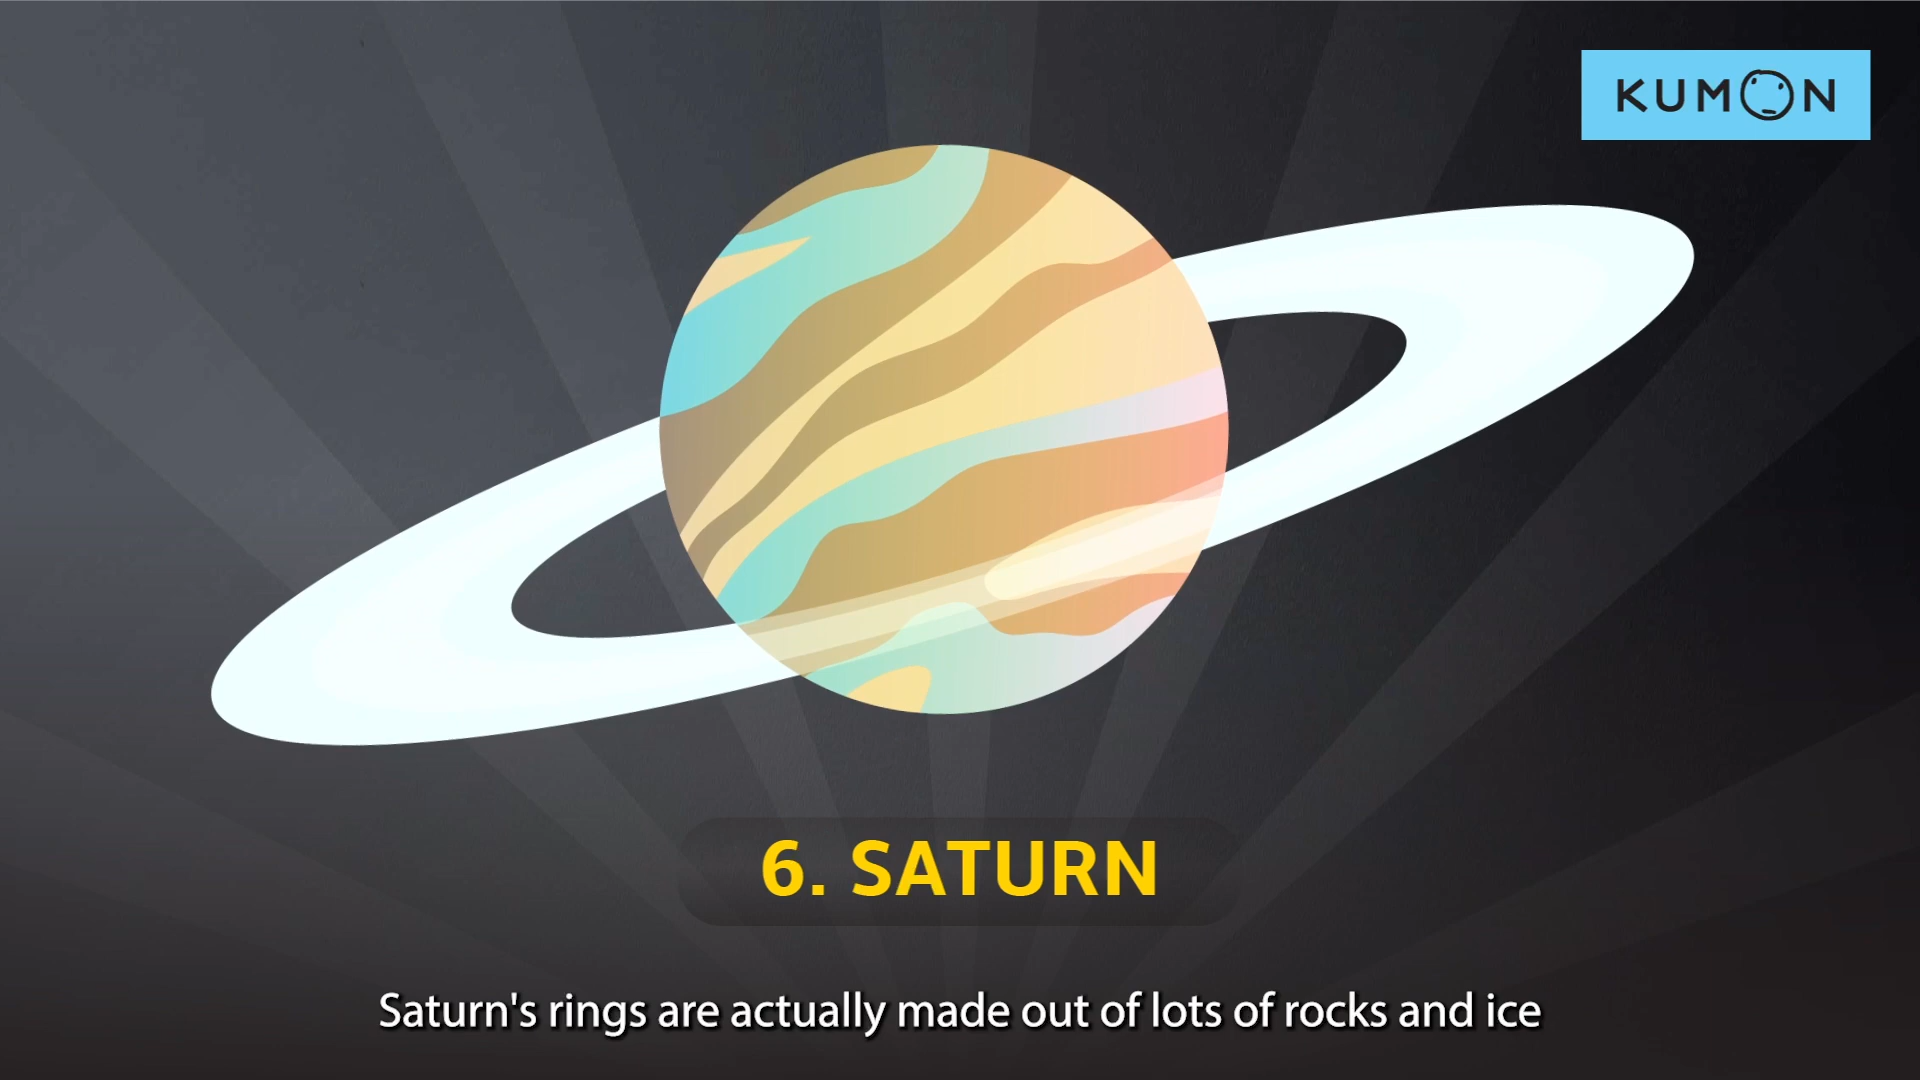 KUMON
6. SATURN
Saturn's rings are actually made out of lots of rocks and ice